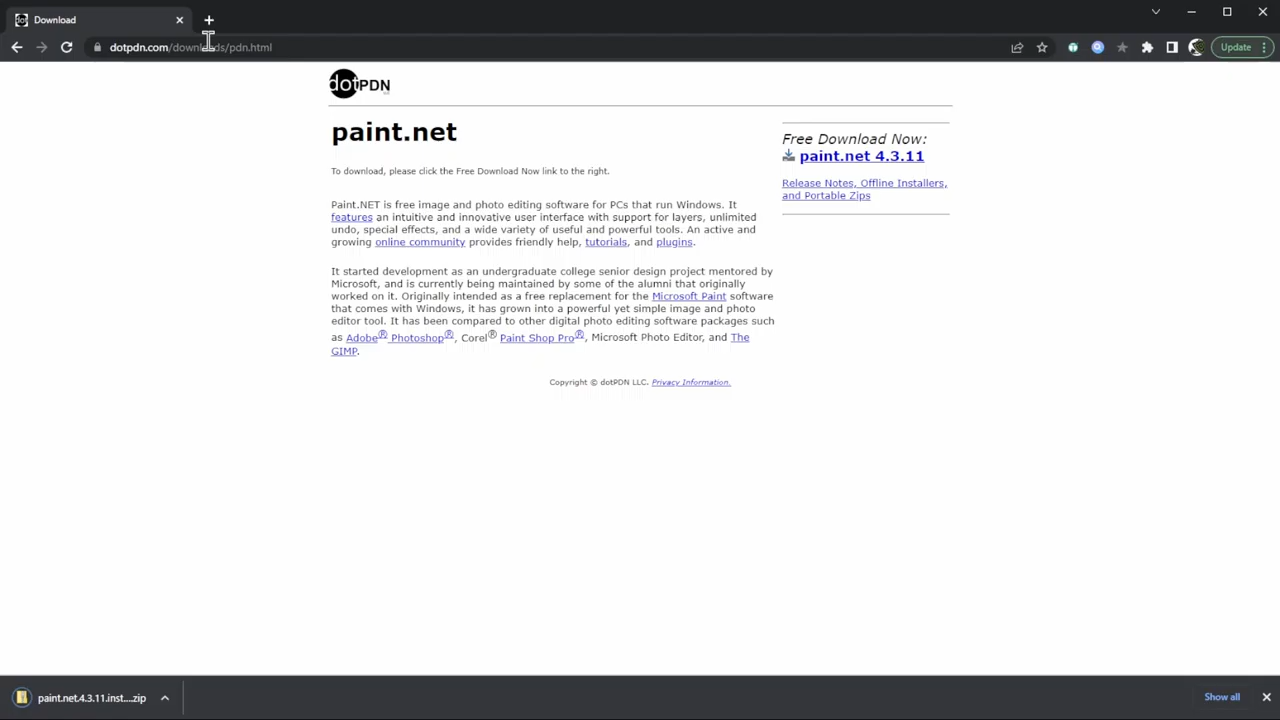 Download
dotpdn.com/downloads/pdn.html
Update
dotPDN
paint.net
To download, please click the Free Download Now link to the right.
Paint.NET is free image and photo editing software for PCs that run Windows. It
features an intuitive and innovative user interface with support for layers, unlimited
undo, special effects, and a wide variety of useful and powerful tools. An active and
growing online community provides friendly help, tutorials, and plugins.
It started development as an undergraduate college senior design project mentored by
Microsoft, and is currently being maintained by some of the alumni that originally
worked on it. Originally intended as a free replacement for the Microsoft Paint software
that comes with Windows, it has grown into a powerful yet simple image and photo
editor tool. It has been compared to other digital photo editing software packages such
as Adobe® Photoshop®, Corel® Paint Shop Pro®, Microsoft Photo Editor, and The
GIMP.
Free Download Now:
paint.net 4.3.11
Release Notes, Offline Installers,
and Portable Zips
Copyright © dotPDN LLC. Privacy Information.
paint.net.4.3.11.inst....zip
Show all